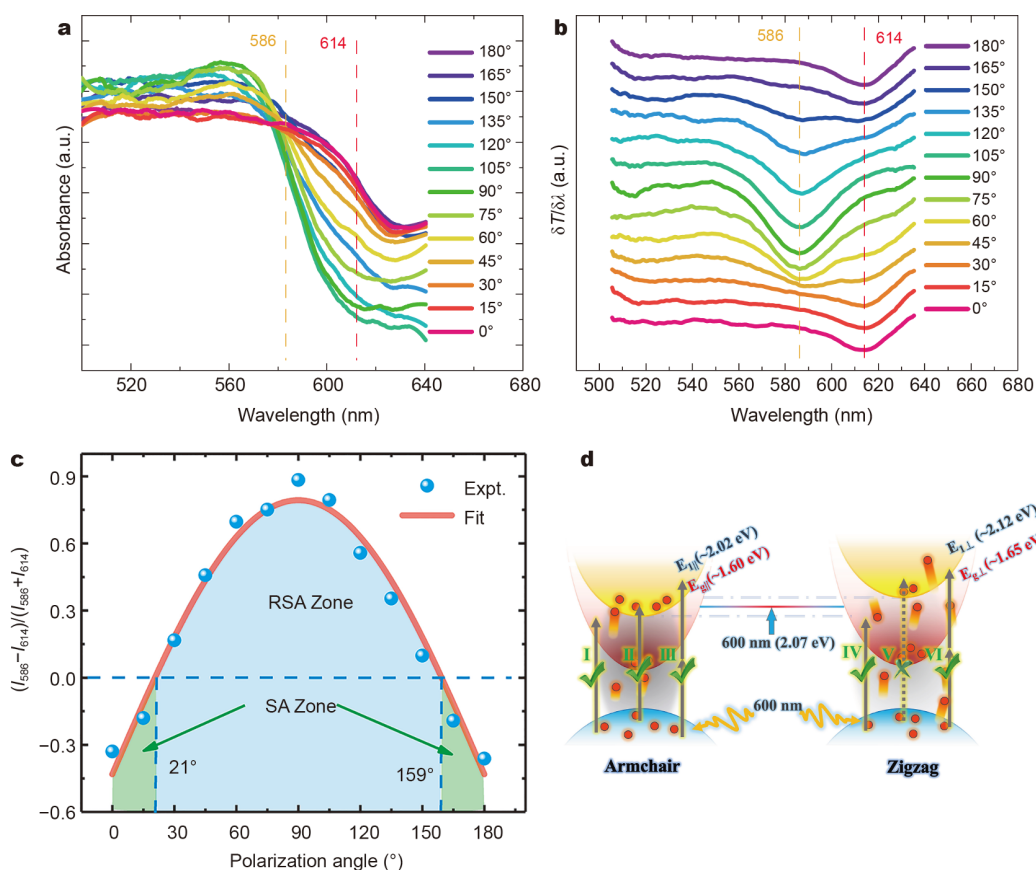 a
586
614
180°
165°
150°
135°
120°
105°
90°
75°
60°
45°
30°
15°
0°
Absorbance (a.u.)
520
560
600
640
680
Wavelength (nm)
b
586
614
180°
165°
150°
135°
120°
105°
90°
75°
60°
45°
30°
15°
0°
δT/δλ (a.u.)
500
520
540
560
580
600
620
640
660
680
Wavelength (nm)
c
(I586−I614)/(I586+I614)
0.9
0.6
0.3
0.0
−0.3
−0.6
Expt.
Fit
RSA Zone
SA Zone
21°
159°
0
30
60
90
120
150
180
Polarization angle (°)
d
E1∥(~2.02 eV)
Eg∥(~1.60 eV)
E1⊥(~2.12 eV)
Eg⊥(~1.65 eV)
600 nm (2.07 eV)
I
II
III
IV
V
VI
600 nm
Armchair
Zigzag